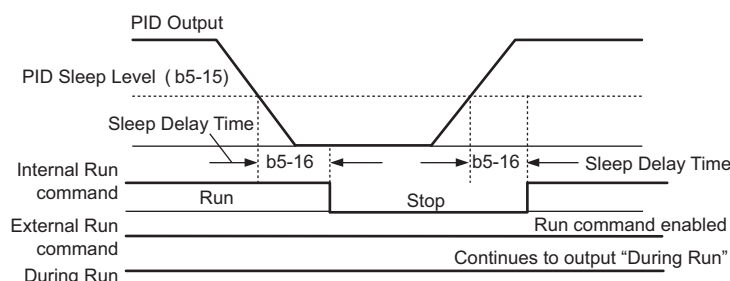 PID Output
PID Sleep Level ( b5-15)
Sleep Delay Time
b5-16
b5-16
Sleep Delay Time
Internal Run
command
Run
Stop
External Run
command
Run command enabled
Continues to output “During Run”
During Run